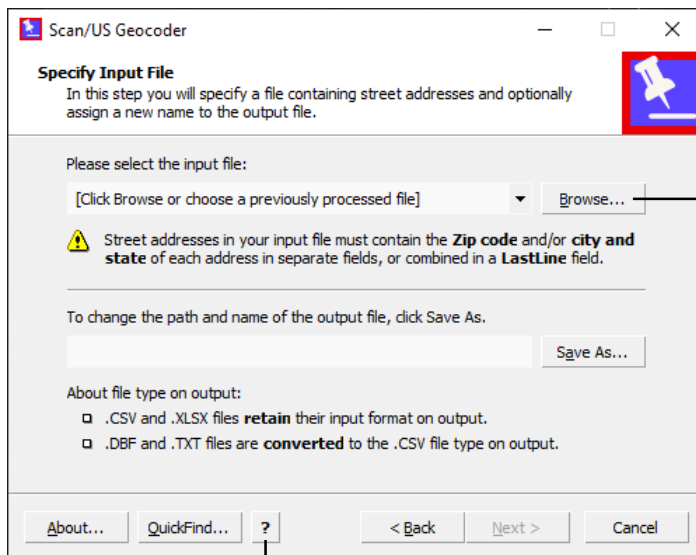 Scan/US Geocoder
Specify Input File
In this step you will specify a file containing street addresses and optionally
assign a new name to the output file.
Please select the input file:
[Click Browse or choose a previously processed file]
Browse...
Street addresses in your input file must contain the Zip code and/or city and
state of each address in separate fields, or combined in a LastLine field.
To change the path and name of the output file, click Save As.
Save As...
About file type on output:
.CSV and .XLSX files retain their input format on output.
.DBF and .TXT files are converted to the .CSV file type on output.
About... QuickFind... ? < Back Next > Cancel